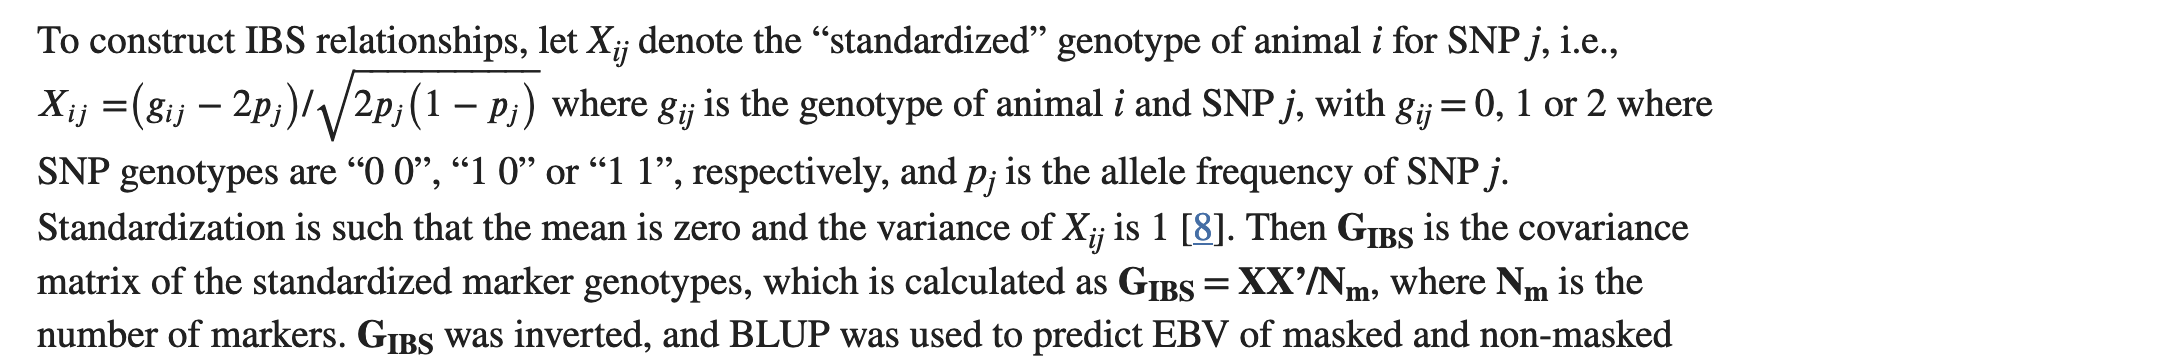 To construct IBS relationships, let Xij denote the “standardized” genotype of animal i for SNP j, i.e.,
Xij =(gij − 2pj)/√2pj(1 − pj) where gij is the genotype of animal i and SNP j, with gij = 0, 1 or 2 where
SNP genotypes are “0 0”, “1 0” or “1 1”, respectively, and pj is the allele frequency of SNP j.
Standardization is such that the mean is zero and the variance of Xij is 1 [8]. Then GIBS is the covariance
matrix of the standardized marker genotypes, which is calculated as GIBS = XX’/Nm, where Nm is the
number of markers. GIBS was inverted, and BLUP was used to predict EBV of masked and non-masked